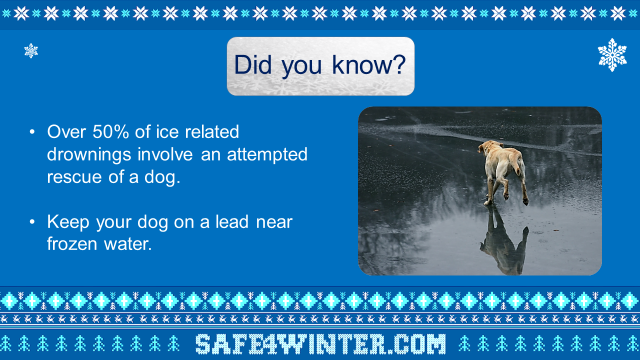 Did you know?
• Over 50% of ice related
drownings involve an attempted
rescue of a dog.
• Keep your dog on a lead near
frozen water.
SAFE4WINTER.COM